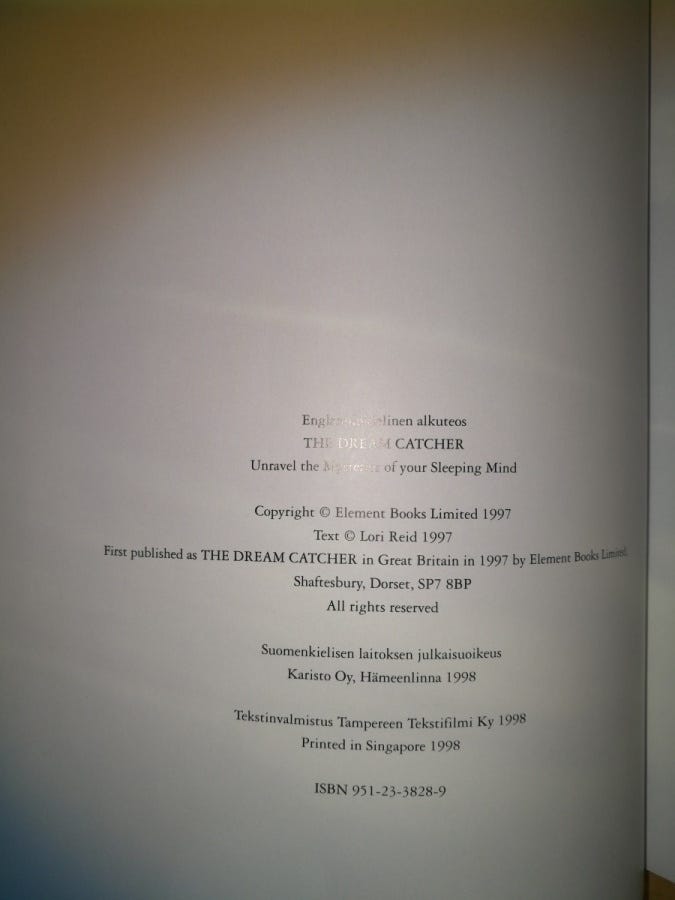 Englanninkielinen alkuteos
THE DREAM CATCHER
Unravel the Mysteries of your Sleeping Mind
Copyright © Element Books Limited 1997
Text © Lori Reid 1997
First published as THE DREAM CATCHER in Great Britain in 1997 by Element Books Limited,
Shaftesbury, Dorset, SP7 8BP
All rights reserved
Suomenkielisen laitoksen julkaisuoikeus
Karisto Oy, Hämeenlinna 1998
Tekstinvalmistus Tampereen Tekstifilmi Ky 1998
Printed in Singapore 1998
ISBN 951-23-3828-9